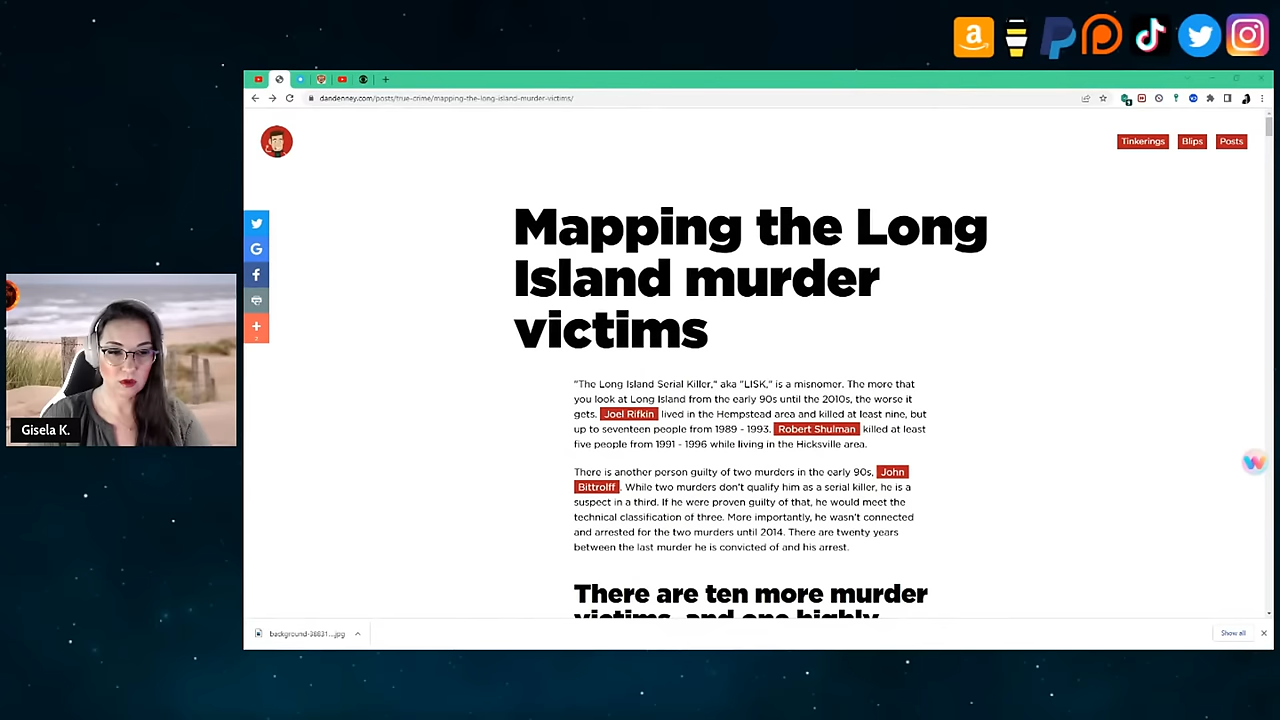 dandenney.com/posts/true-crime/mapping-the-long-island-murder-victims/
Tinkerings Blips Posts
Mapping the Long
Island murder
victims
"The Long Island Serial Killer," aka "LISK," is a misnomer. The more that
you look at Long Island from the early 90s until the 2010s, the worse it
gets. Joel Rifkin lived in the Hempstead area and killed at least nine, but
up to seventeen people from 1989 - 1993. Robert Shulman killed at least
five people from 1991 - 1996 while living in the Hicksville area.
There is another person guilty of two murders in the early 90s, John
Bittrolff. While two murders don't qualify him as a serial killer, he is a
suspect in a third. If he were proven guilty of that, he would meet the
technical classification of three. More importantly, he wasn't connected
and arrested for the two murders until 2014. There are twenty years
between the last murder he is convicted of and his arrest.
There are ten more murder
victims, and one highly
Gisela K.
background-38631....jpg
Show all